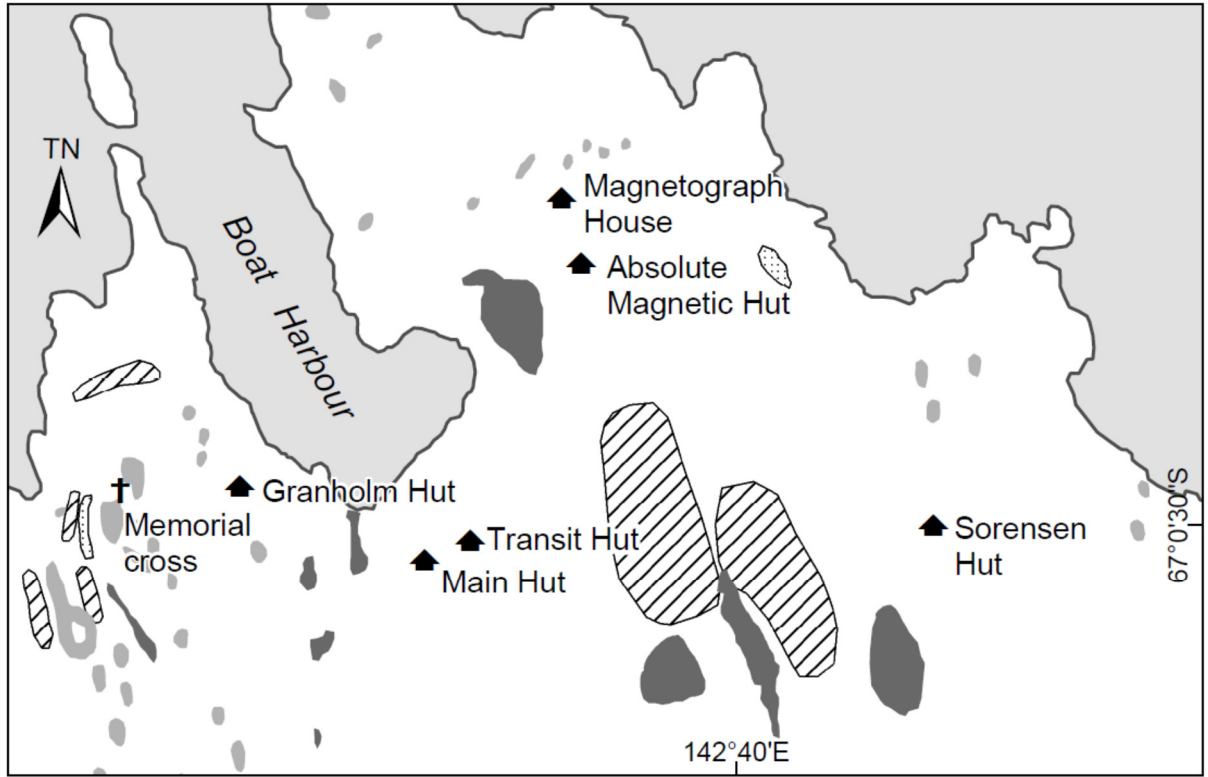 TN
Boat Harbour
Magnetograph
House
Absolute
Magnetic Hut
Granholm Hut
Memorial
cross
Transit Hut
Main Hut
Sorensen
Hut
67°0'30"S
142°40'E